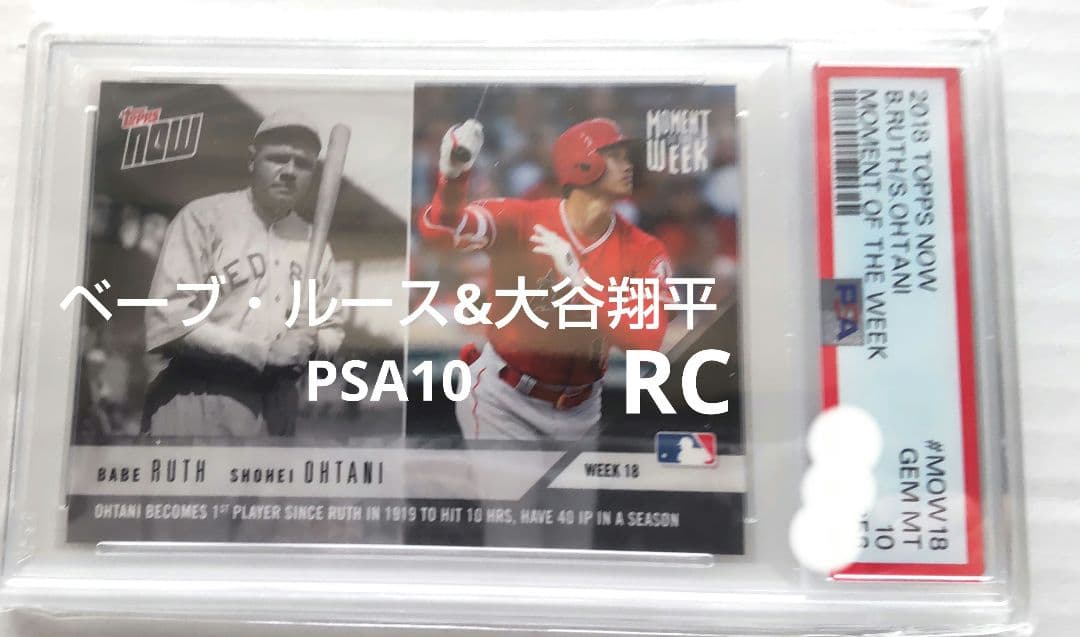 TOPPS
NOW
MOMENT
WEEK
ベーブ・ルース&大谷翔平
PSA10
RC
BABE RUTH SHOHEI OHTANI
WEEK 18
OHTANI BECOMES 1ST PLAYER SINCE RUTH IN 1919 TO HIT 10 HRS, HAVE 40 IP IN A SEASON
2018 TOPPS NOW
B.RUTH/S.OHTANI
MOMENT OF THE WEEK
PSA
#MOW18
GEM MT
10